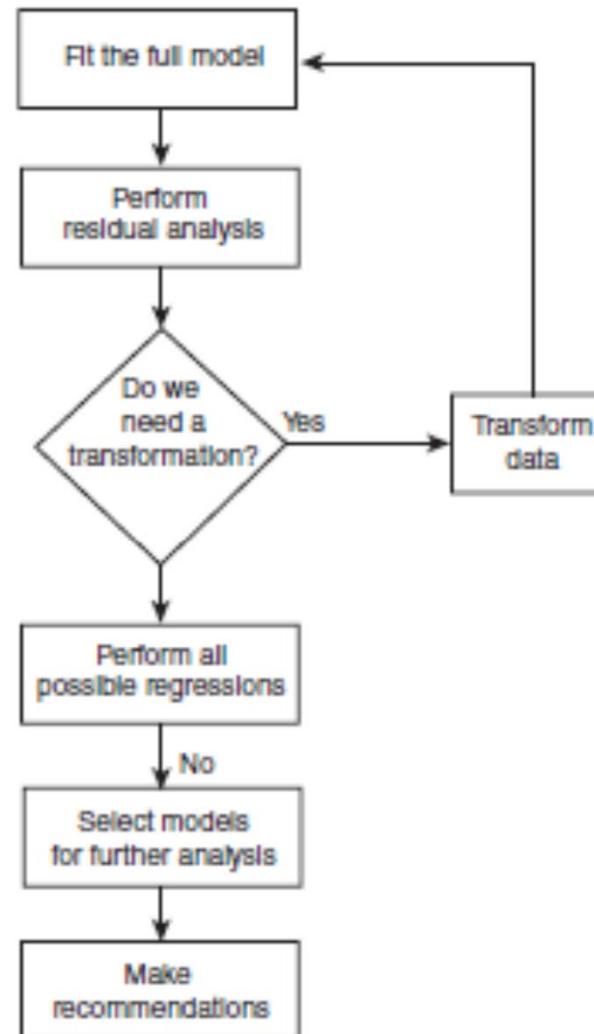 Fit the full model
Perform
residual analysis
Do we
need a
transformation?
Yes
Transform
data
Perform all
possible regressions
No
Select models
for further analysis
Make
recommendations